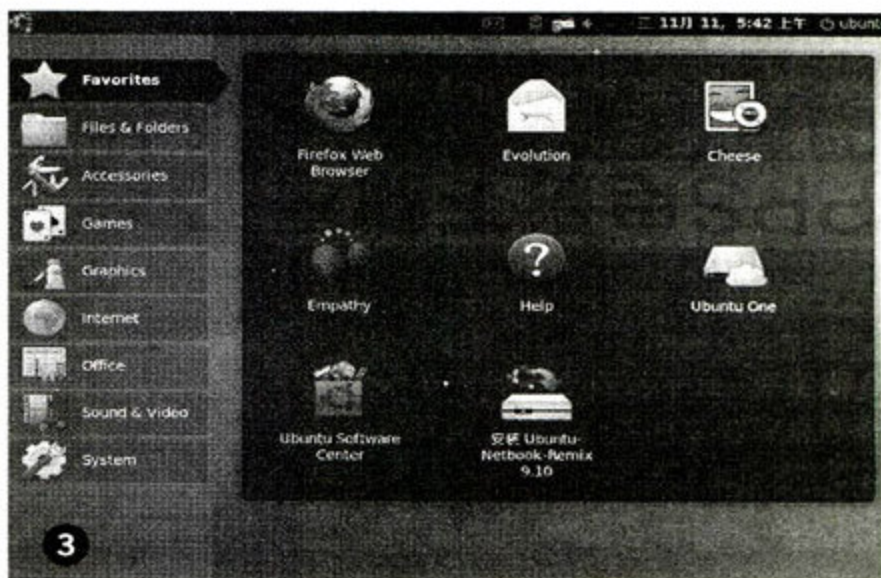 三 11月 11, 5:42 上午 ubunt
Favorites
Files & Folders
Accessories
Games
Graphics
Internet
Office
Sound & Video
System
Firefox Web
Browser
Evolution
Cheese
Empathy
Help
Ubuntu One
Ubuntu Software
Center
安装 Ubuntu-
Netbook-Remix
9.10
3